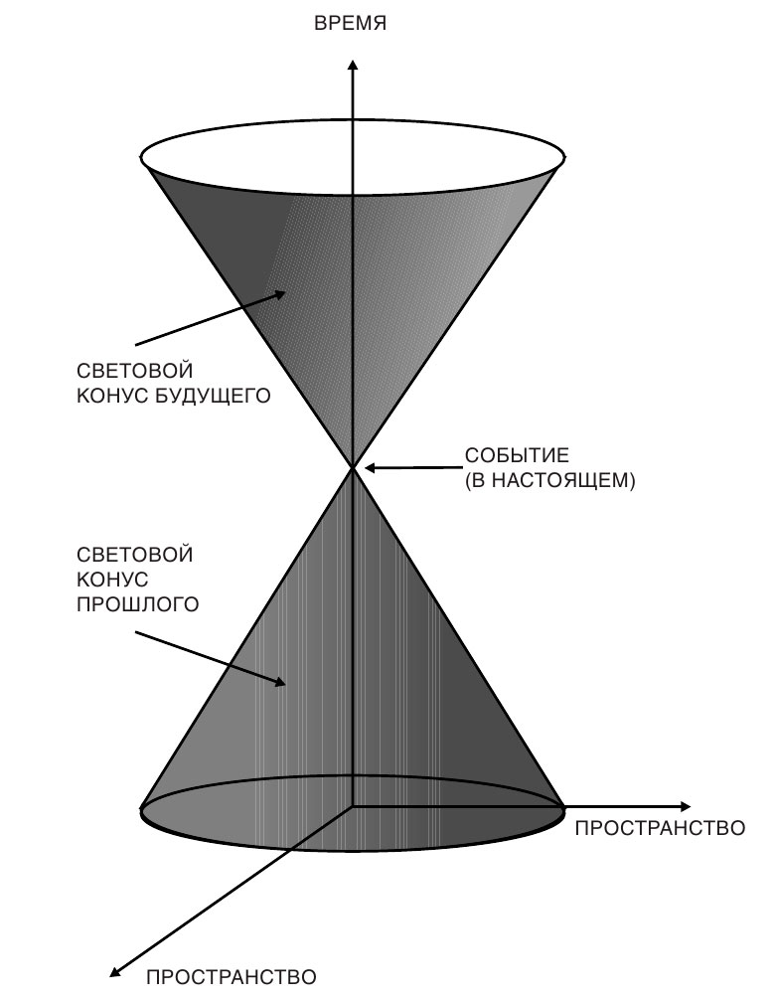 ВРЕМЯ
СВЕТОВОЙ
КОНУС БУДУЩЕГО
СОБЫТИЕ
(В НАСТОЯЩЕМ)
СВЕТОВОЙ
КОНУС
ПРОШЛОГО
ПРОСТРАНСТВО
ПРОСТРАНСТВО